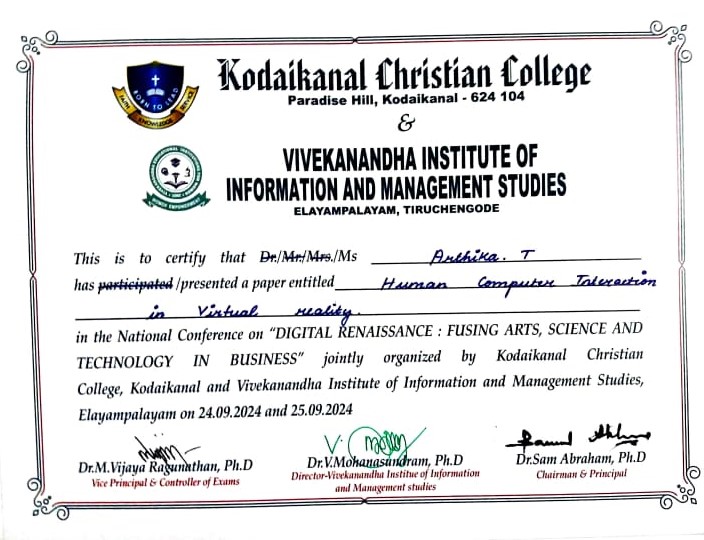 Kodaikanal Christian College
Paradise Hill, Kodaikanal - 624 104
&
BORN TO LEAD
FAITH KNOWLEDGE SERVICE
VIVEKANANDHA INSTITUTE OF
INFORMATION AND MANAGEMENT STUDIES
ELAYAMPALAYAM, TIRUCHENGODE
WOMEN EMPOWERMENT
This is to certify that Dr./Mr/Mrs./Ms Arthika. T
has participated /presented a paper entitled Human Computer Interaction
in Virtual reality.
in the National Conference on "DIGITAL RENAISSANCE : FUSING ARTS, SCIENCE AND
TECHNOLOGY IN BUSINESS" jointly organized by Kodaikanal Christian
College, Kodaikanal and Vivekanandha Institute of Information and Management Studies,
Elayampalayam on 24.09.2024 and 25.09.2024
Dr.M.Vijaya Ragunathan, Ph.D
Vice Principal & Controller of Exams
Dr.V.Mohanasundram, Ph.D
Director-Vivekanandha Institue of Information
and Management studies
Dr.Sam Abraham, Ph.D
Chairman & Principal